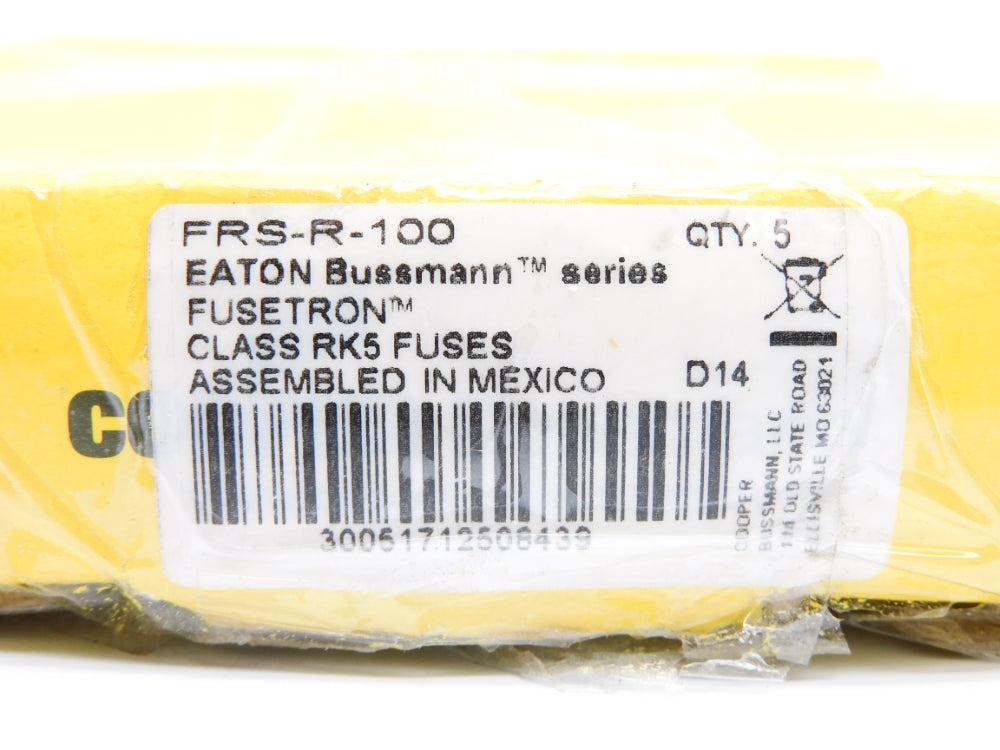 FRS-R-100 QTY. 5
EATON Bussmann™ series
FUSETRON™
CLASS RK5 FUSES
ASSEMBLED IN MEXICO D14
COOPER
BUSSMANN, LLC
114 OLD STATE ROAD
ELLISVILLE MO 63021